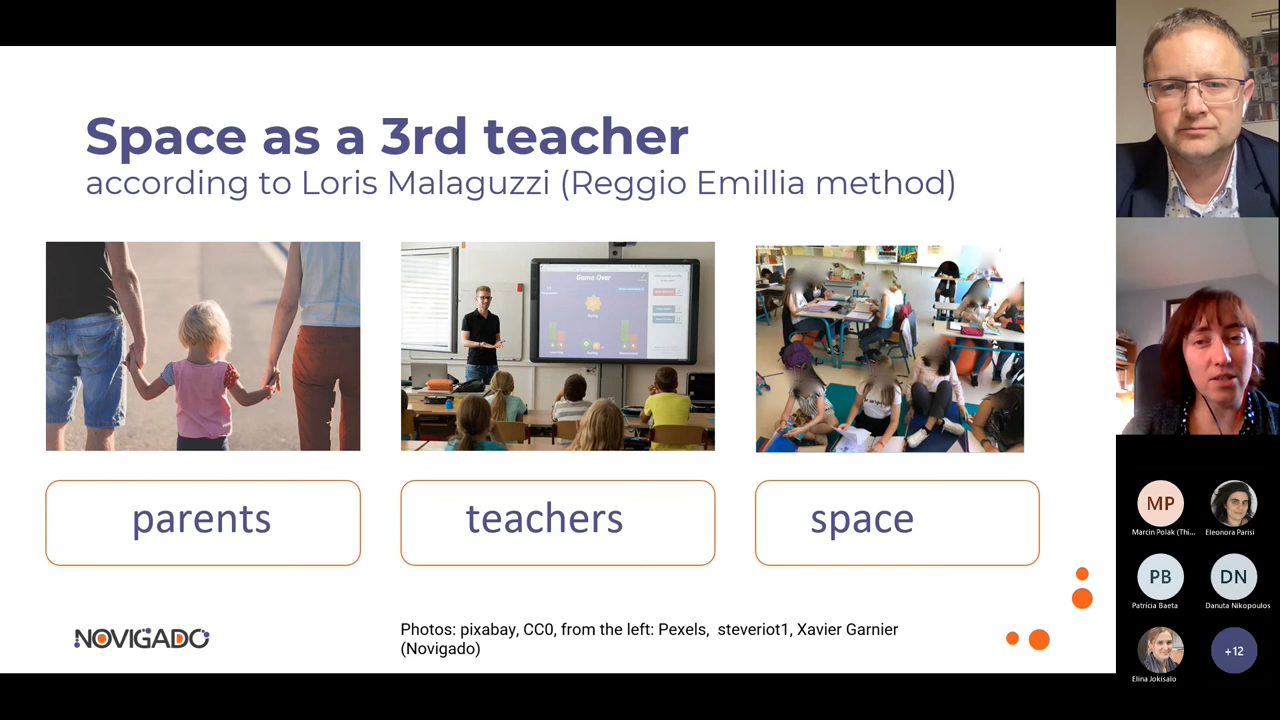 Space as a 3rd teacher
according to Loris Malaguzzi (Reggio Emillia method)
Game Over
parents
teachers
space
NOVIGADO
Photos: pixabay, CC0, from the left: Pexels, steveriot1, Xavier Garnier
(Novigado)
MP
Marcin Polak (Thi...
Eleonora Parisi
PB
DN
Patrícia Baeta
Danuta Nikopoulos
+12
Elina Jokisalo